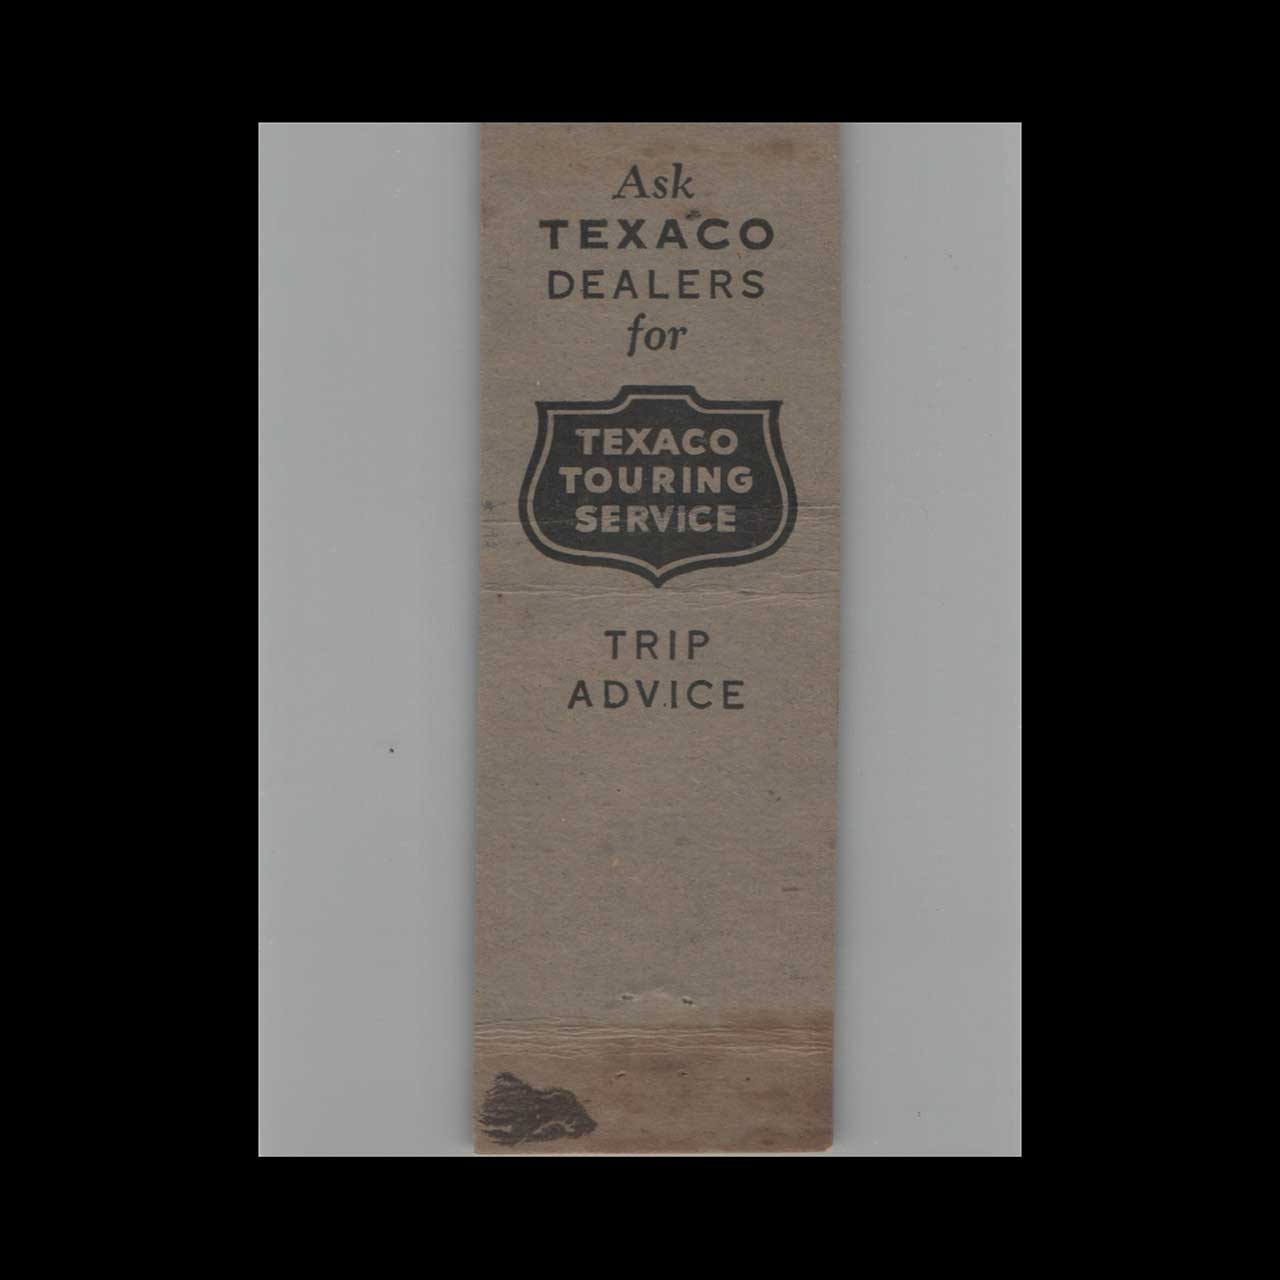 Ask
TEXACO
DEALERS
for
TEXACO
TOURING
SERVICE
TRIP
ADVICE